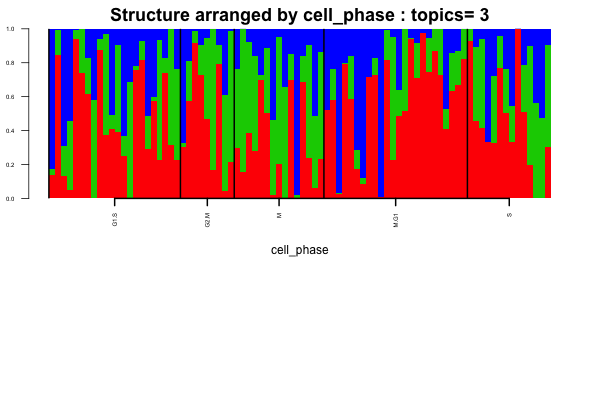 Structure arranged by cell_phase : topics= 3
1.0
0.8
0.6
0.4
0.2
0.0
G1.S
G2.M
M
M.G1
S
cell_phase